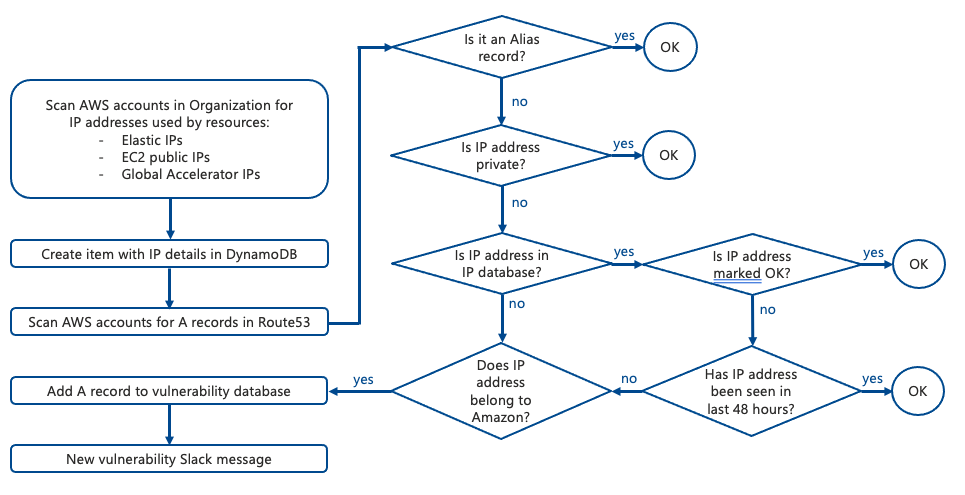 Scan AWS accounts in Organization for
IP addresses used by resources:
- Elastic IPs
- EC2 public IPs
- Global Accelerator IPs
Create item with IP details in DynamoDB
Scan AWS accounts for A records in Route53
Is it an Alias
record?
yes
OK
no
Is IP address
private?
yes
OK
no
Is IP address in
IP database?
yes
Is IP address
marked OK?
yes
OK
no
no
Has IP address
been seen in
last 48 hours?
yes
OK
no
Does IP
address
belong to
Amazon?
yes
Add A record to vulnerability database
New vulnerability Slack message